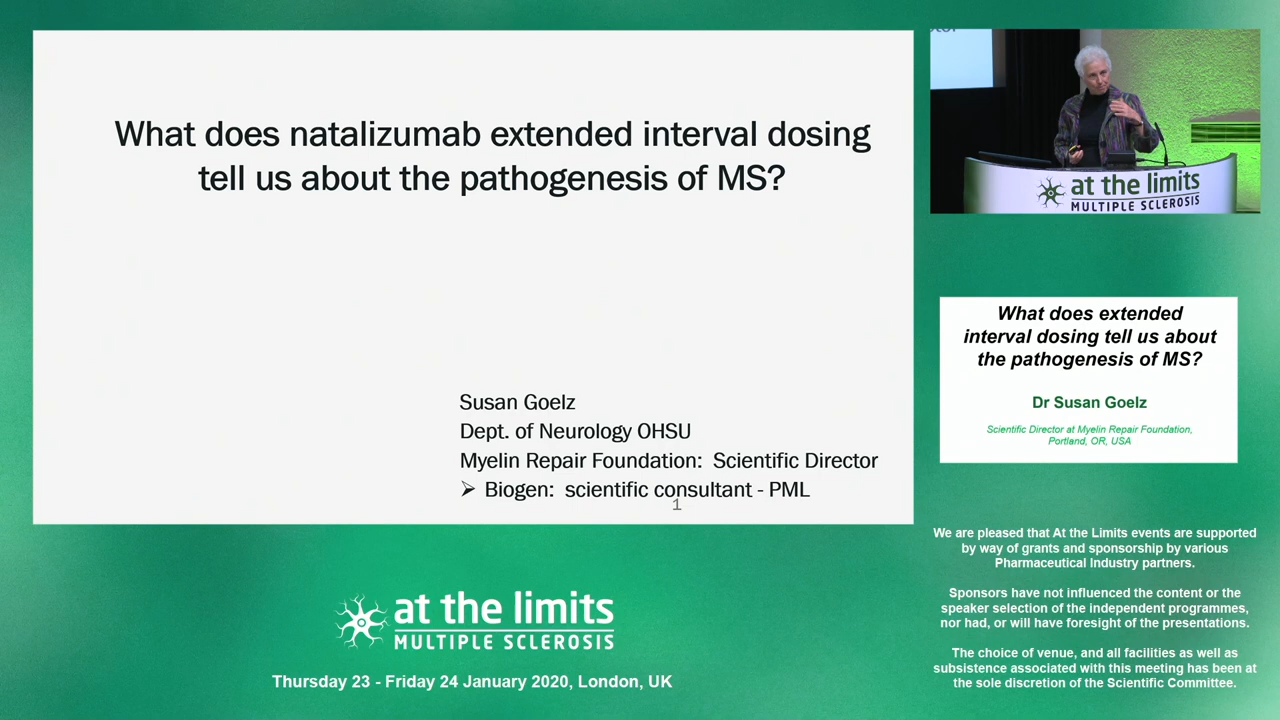 What does natalizumab extended interval dosing
tell us about the pathogenesis of MS?
Susan Goelz
Dept. of Neurology OHSU
Myelin Repair Foundation: Scientific Director
➢ Biogen: scientific consultant - PML
1
at the limits
MULTIPLE SCLEROSIS
What does extended
interval dosing tell us about
the pathogenesis of MS?
Dr Susan Goelz
Scientific Director at Myelin Repair Foundation,
Portland, OR, USA
We are pleased that At the Limits events are supported
by way of grants and sponsorship by various
Pharmaceutical Industry partners.
Sponsors have not influenced the content or the
speaker selection of the independent programmes,
nor had, or will have foresight of the presentations.
The choice of venue, and all facilities as well as
subsistence associated with this meeting has been at
the sole discretion of the Scientific Committee.
at the limits
MULTIPLE SCLEROSIS
Thursday 23 - Friday 24 January 2020, London, UK